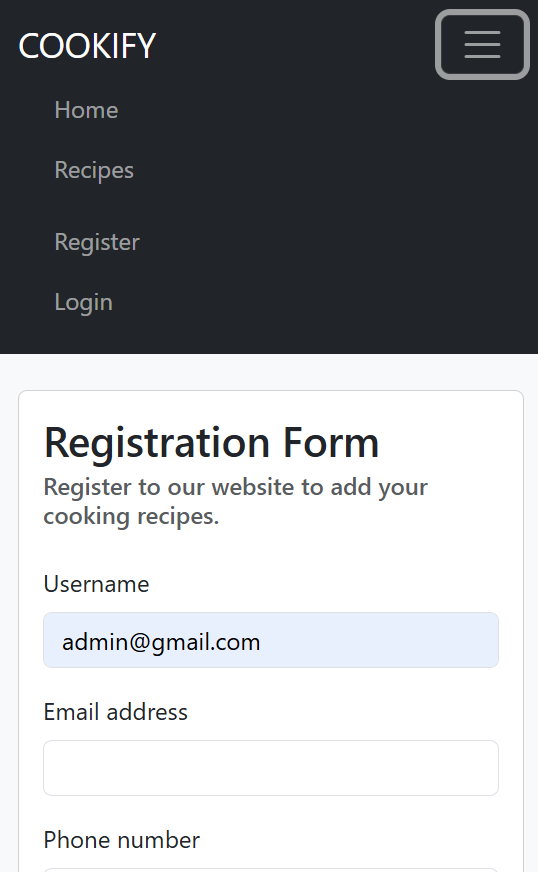 COOKIFY
Home
Recipes
Register
Login
Registration Form
Register to our website to add your
cooking recipes.
Username
admin@gmail.com
Email address
Phone number